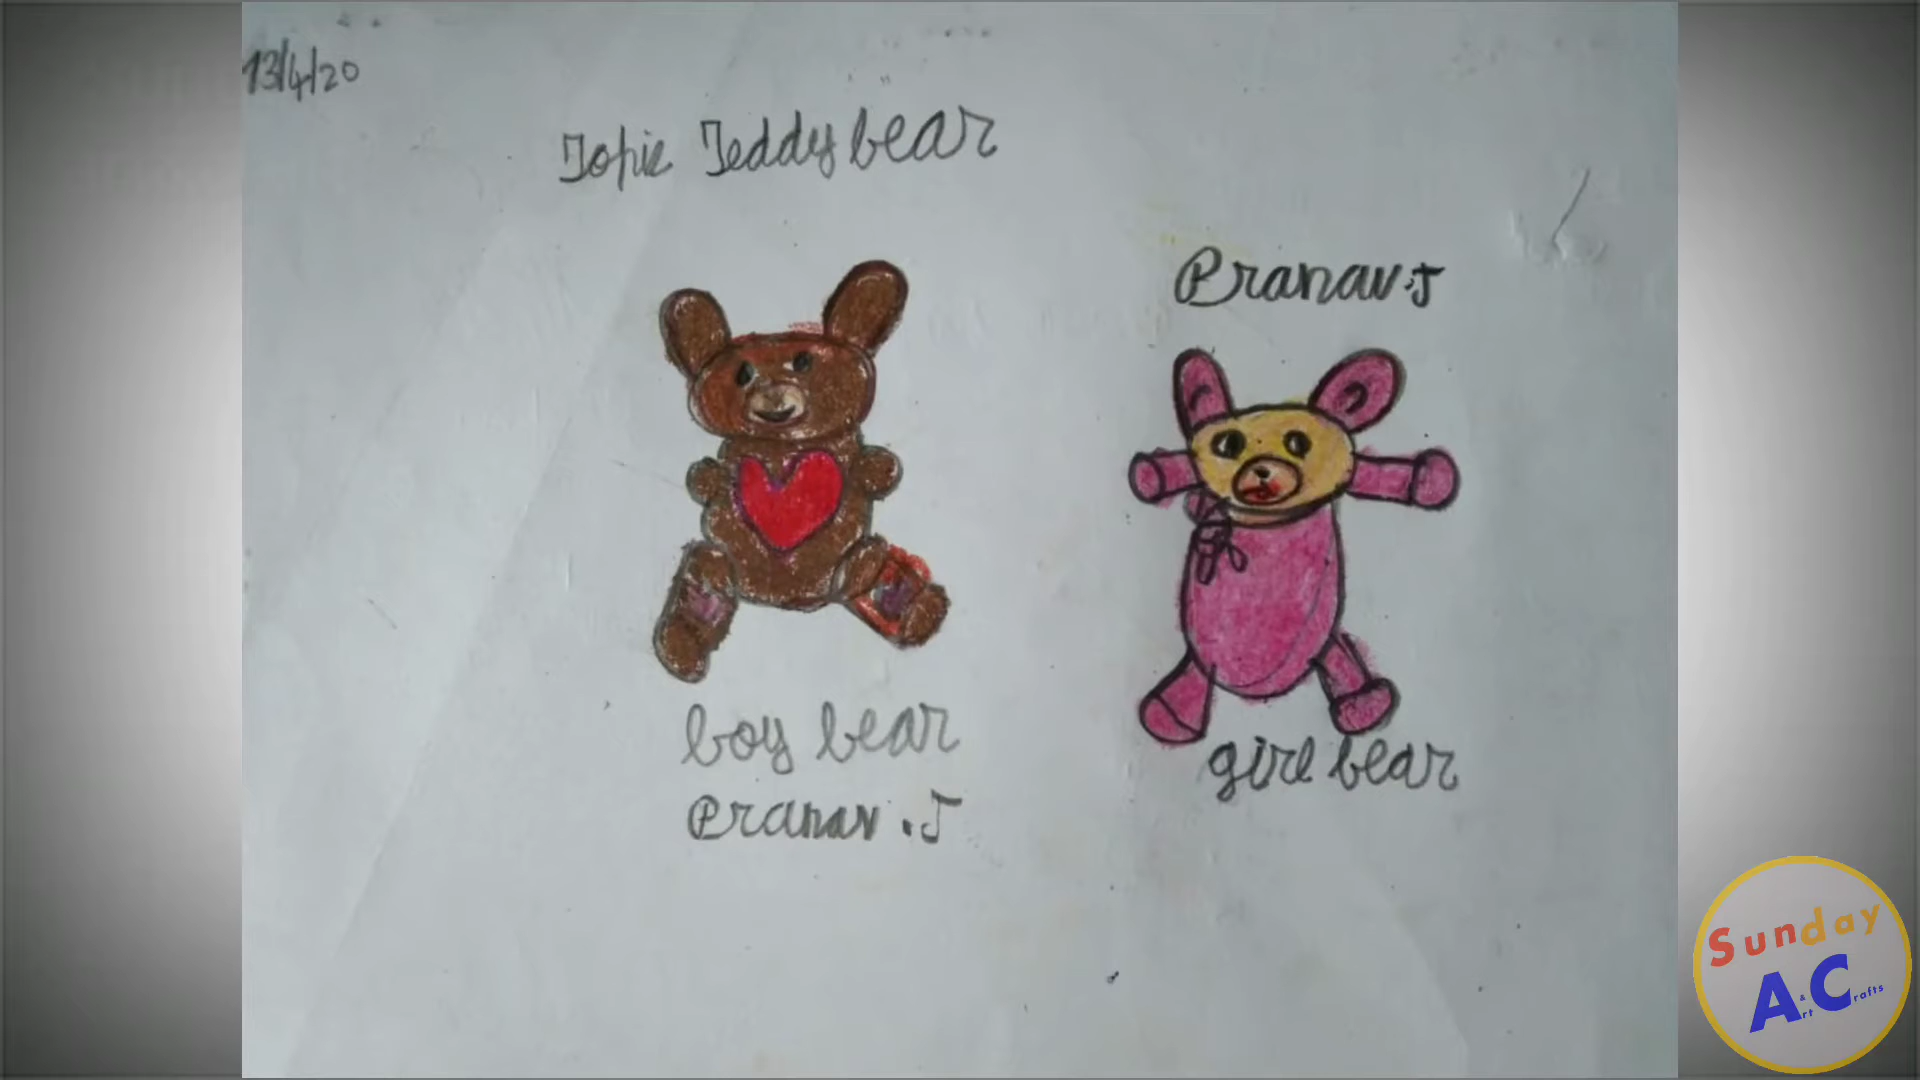 13/4/20
Topic Teddy bear
Pranav.J
boy bear
Pranav.J
girl bear
Sunday
Art & Crafts